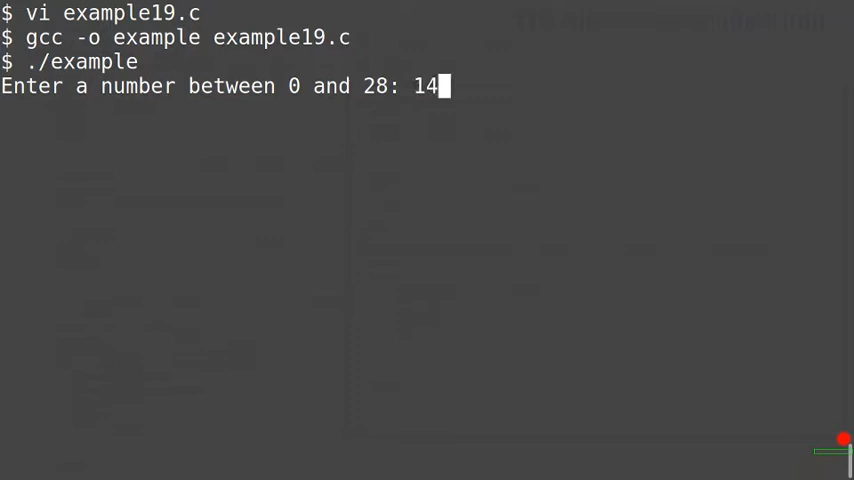 $ vi example19.c
$ gcc -o example example19.c
$ ./example
Enter a number between 0 and 28: 14